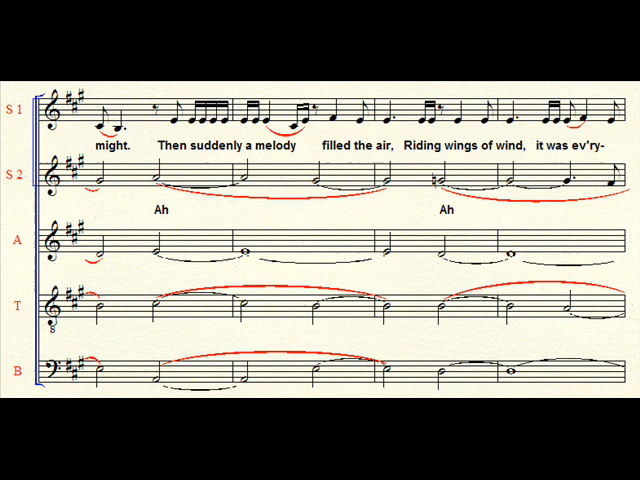 S 1
might. Then suddenly a melody filled the air, Riding wings of wind, it was ev'ry-
S 2
Ah Ah
A
T
8
B